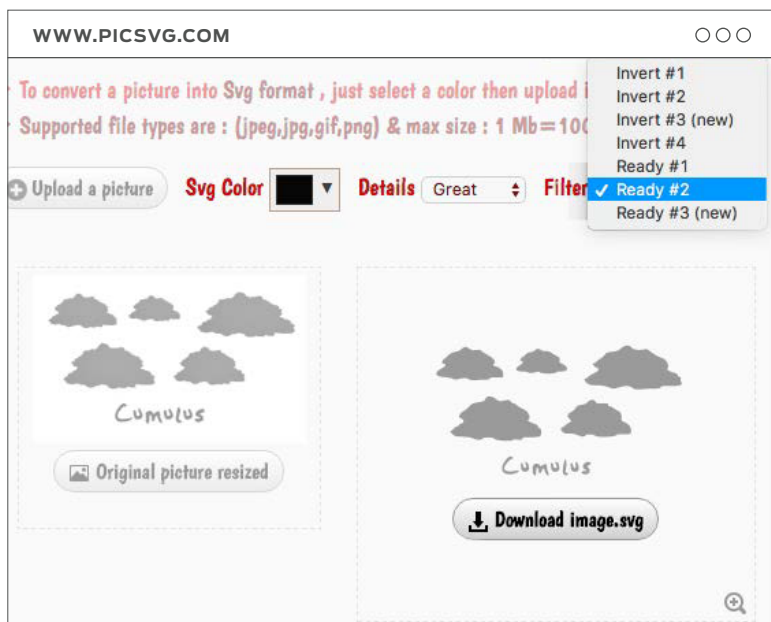 WWW.PICSVG.COM
To convert a picture into Svg format , just select a color then upload
Supported file types are : (jpeg,jpg,gif,png) & max size : 1 Mb=
Upload a picture Svg Color Details Great Filter
Invert #1
Invert #2
Invert #3 (new)
Invert #4
Ready #1
✓ Ready #2
Ready #3 (new)
Cumulus
Original picture resized
Cumulus
Download image.svg